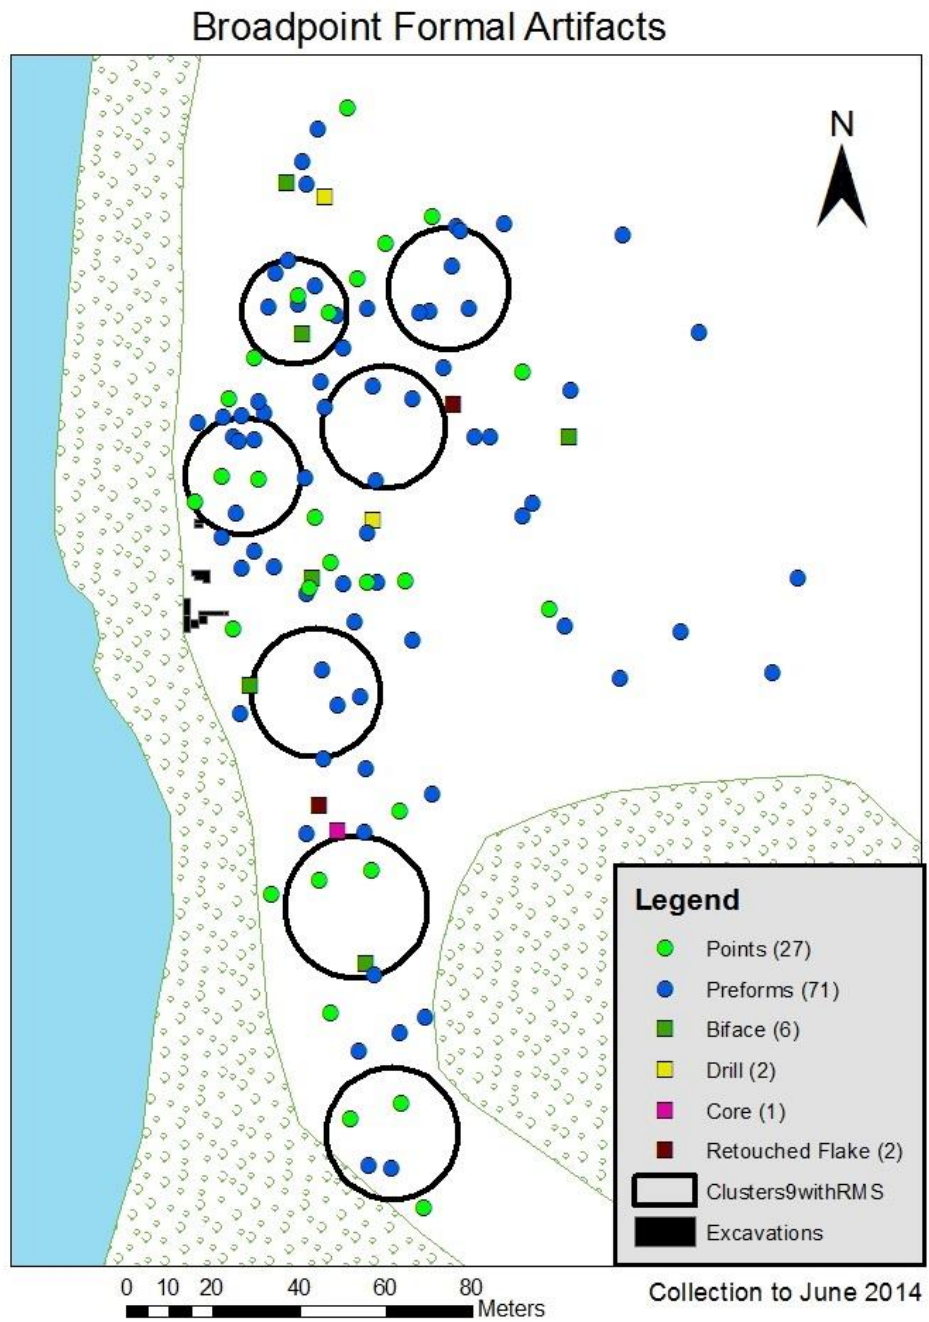 Broadpoint Formal Artifacts
N
Legend
Points (27)
Preforms (71)
Biface (6)
Drill (2)
Core (1)
Retouched Flake (2)
Clusters9withRMS
Excavations
0 10 20 40 60 80
Meters
Collection to June 2014